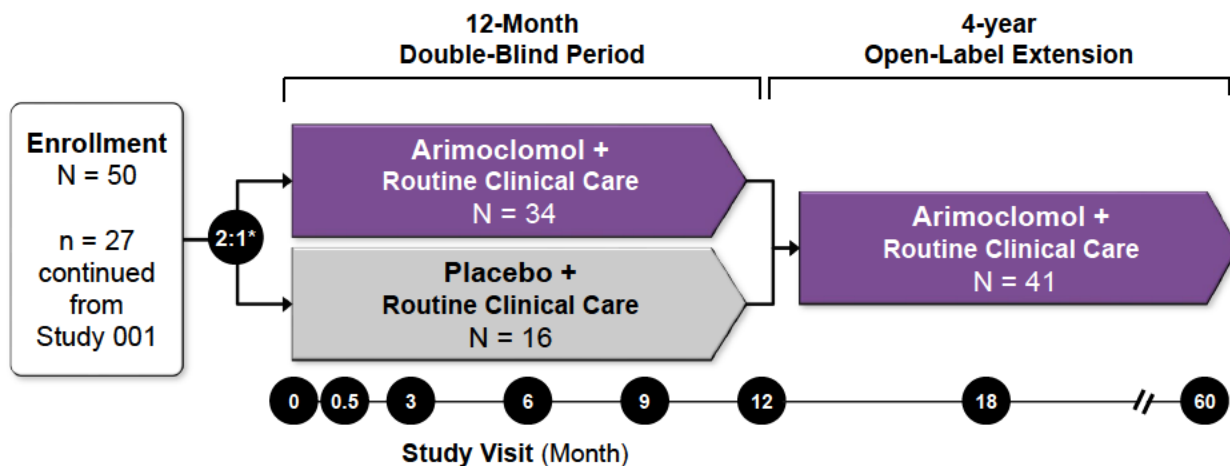 12-Month
Double-Blind Period
4-year
Open-Label Extension
Enrollment
N = 50
n = 27
continued
from
Study 001
2:1*
Arimoclomol +
Routine Clinical Care
N = 34
Placebo +
Routine Clinical Care
N = 16
Arimoclomol +
Routine Clinical Care
N = 41
0 0.5 3 6 9 12 18 60
Study Visit (Month)